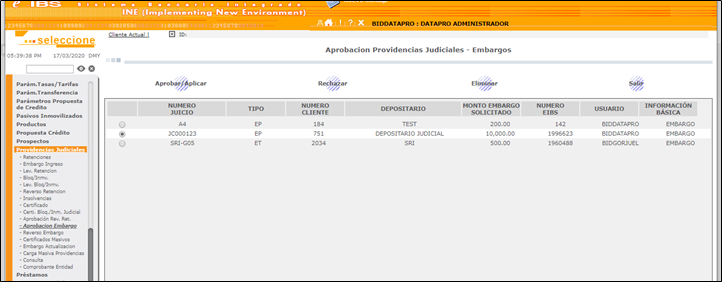 e IBS Sistema Bancario Integrado
INE (Implementing New Environment)
BIDDATAPRO : DATAPRO ADMINISTRADOR
...seleccione
Cliente Actual | ID:
05:39:38 PM 17/03/2020 DMY
Aprobacion Providencias Judiciales - Embargos
Aprobar/Aplicar Rechazar Eliminar Salir
Parám.Tasas/Tarifas
Parám.Transferencia
Parámetros Propuesta de Credito
Pasivos Inmovilizados
Productos
Propuesta Crédito
Prospectos
Providencias Judiciales
- Retenciones
- Embargo Ingreso
- Lev. Retencion
- Bloq/Inmv.
- Lev. Bloq/Inmv.
- Reverso Retencion
- Insolvencias
- Certificado
- Certi. Bloq./Inm. Judicial
- Aprobación Rev. Ret.
- Aprobacion Embargo
- Reverso Embargo
- Certificados Masivos
- Embargo Actualizacion
- Carga Masiva Providencias
- Consulta
- Comprobante Entidad
Préstamos
NUMERO JUICIO TIPO NUMERO CLIENTE DEPOSITARIO MONTO EMBARGO SOLICITADO NUMERO EIBS USUARIO INFORMACIÓN BÁSICA
A4 EP 184 TEST 200.00 142 BIDDATAPRO EMBARGO
JC000123 EP 751 DEPOSITARIO JUDICIAL 10,000.00 1996623 BIDDATAPRO EMBARGO
SRI-G05 ET 2034 SRI 500.00 1960488 BIDGORJUEL EMBARGO